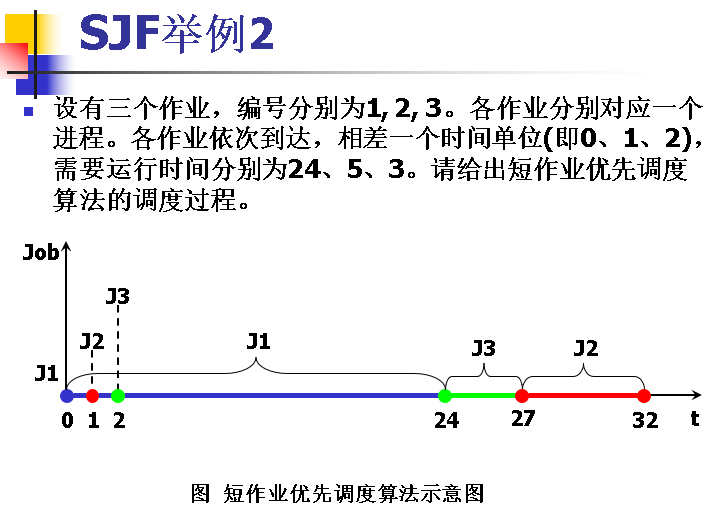 SJF举例2
设有三个作业，编号分别为1, 2, 3。各作业分别对应一个
进程。各作业依次到达，相差一个时间单位(即0、1、2)，
需要运行时间分别为24、5、3。请给出短作业优先调度
算法的调度过程。
Job
J3
J2
J1
J3
J2
J1
0 1 2 24 27 32 t
图 短作业优先调度算法示意图